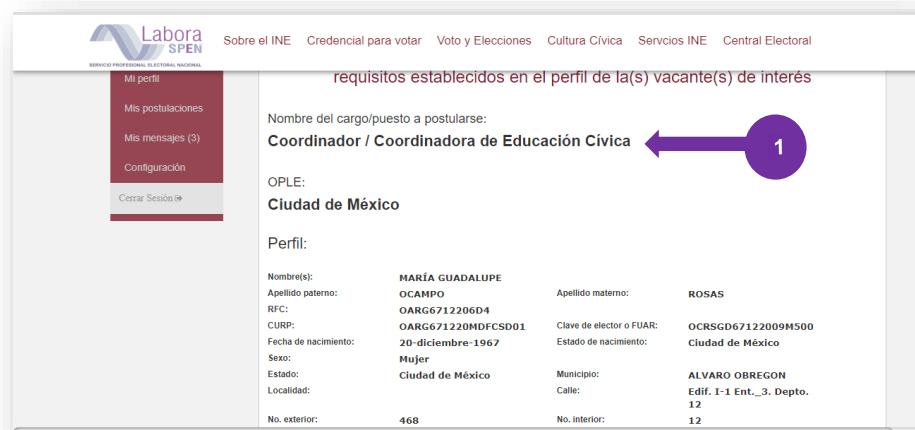 Labora
SPEN
SERVICIO PROFESIONAL ELECTORAL NACIONAL
Sobre el INE Credencial para votar Voto y Elecciones Cultura Cívica Servcios INE Central Electoral
Mi perfil
Mis postulaciones
Mis mensajes (3)
Configuración
Cerrar Sesión
requisitos establecidos en el perfil de la(s) vacante(s) de interés
Nombre del cargo/puesto a postularse:
Coordinador / Coordinadora de Educación Cívica
1
OPLE:
Ciudad de México
Perfil:
Nombre(s): MARÍA GUADALUPE
Apellido paterno: OCAMPO Apellido materno: ROSAS
RFC: OARG6712206D4
CURP: OARG671220MDFCSD01 Clave de elector o FUAR: OCRSGD67122009M500
Fecha de nacimiento: 20-diciembre-1967 Estado de nacimiento: Ciudad de México
Sexo: Mujer
Estado: Ciudad de México Municipio: ALVARO OBREGON
Localidad: Calle: Edif. I-1 Ent._3. Depto.
12
No. exterior: 468 No. interior: 12